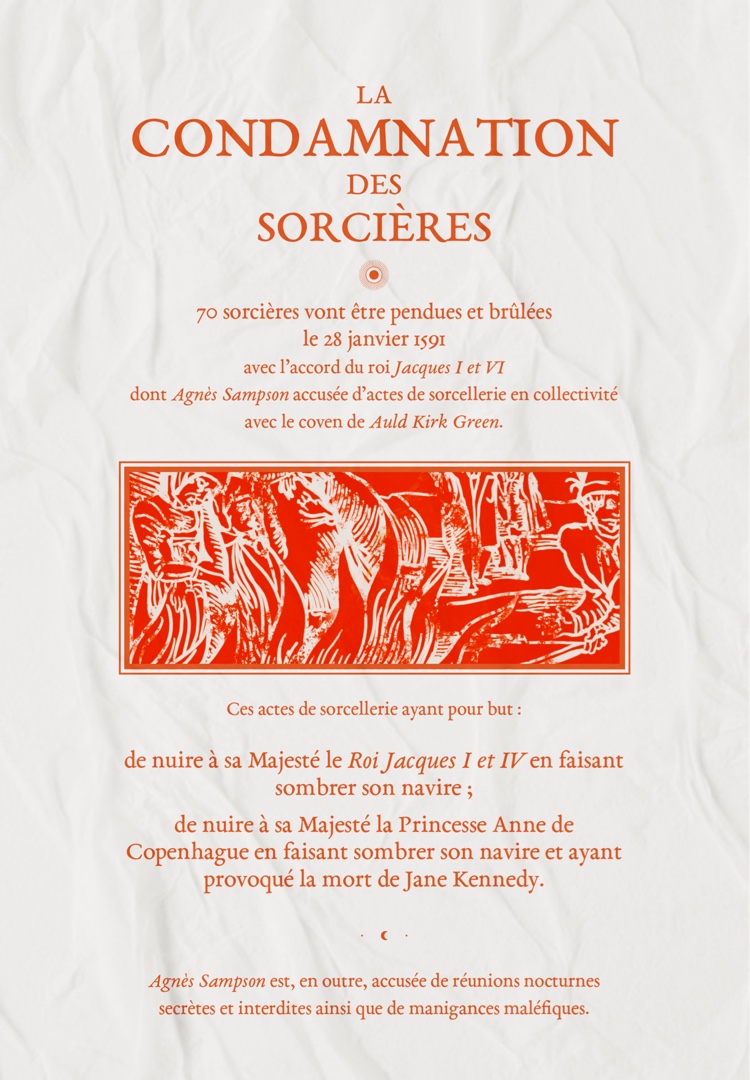 LA
CONDAMNATION
DES
SORCIÈRES
70 sorcières vont être pendues et brûlées
le 28 janvier 1591
avec l'accord du roi Jacques I et VI
dont Agnès Sampson accusée d'actes de sorcellerie en collectivité
avec le coven de Auld Kirk Green.
Ces actes de sorcellerie ayant pour but :
de nuire à sa Majesté le Roi Jacques I et IV en faisant
sombrer son navire ;
de nuire à sa Majesté la Princesse Anne de
Copenhague en faisant sombrer son navire et ayant
provoqué la mort de Jane Kennedy.
Agnès Sampson est, en outre, accusée de réunions nocturnes
secrètes et interdites ainsi que de manigances maléfiques.